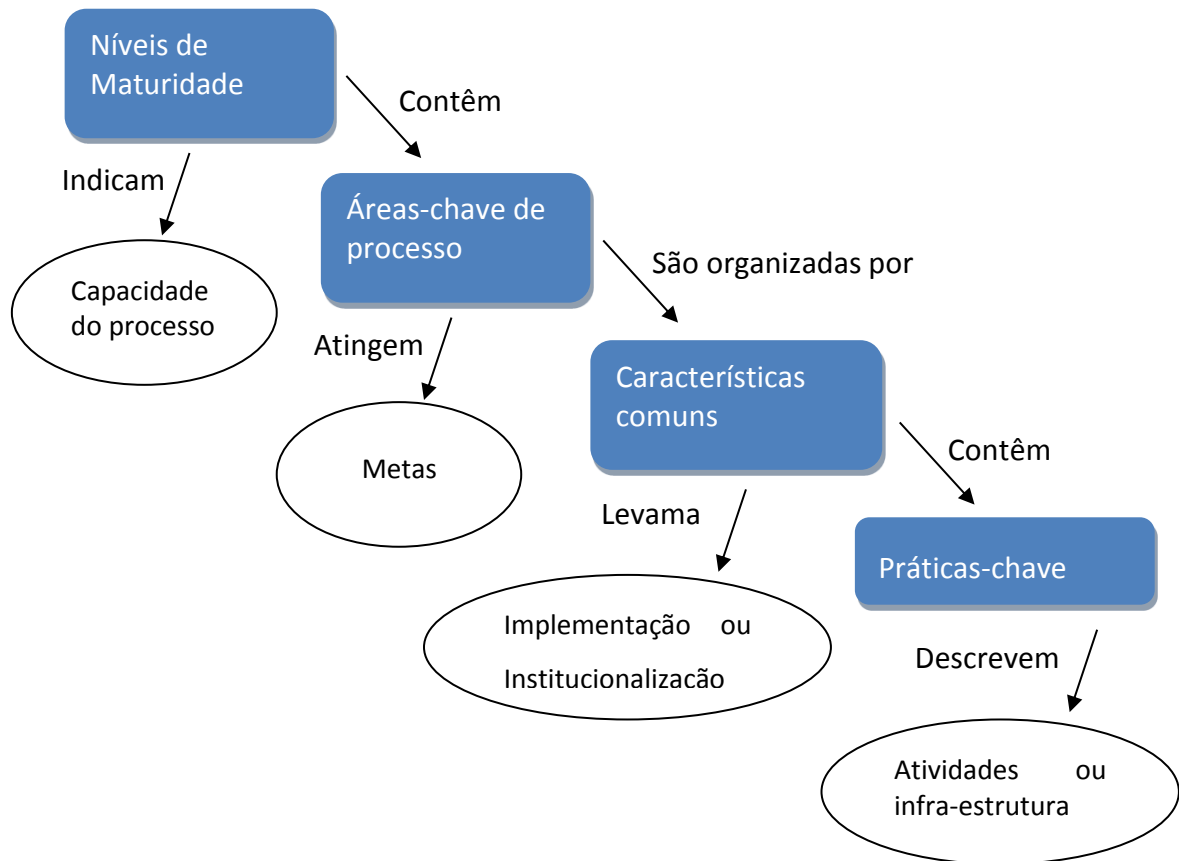 Níveis de
Maturidade
Contêm
Indicam
Áreas-chave de
processo
São organizadas por
Capacidade
do processo
Atingem
Características
comuns
Metas
Contêm
Levama
Práticas-chave
Implementação ou
Institucionalizacão
Descrevem
Atividades ou
infra-estrutura